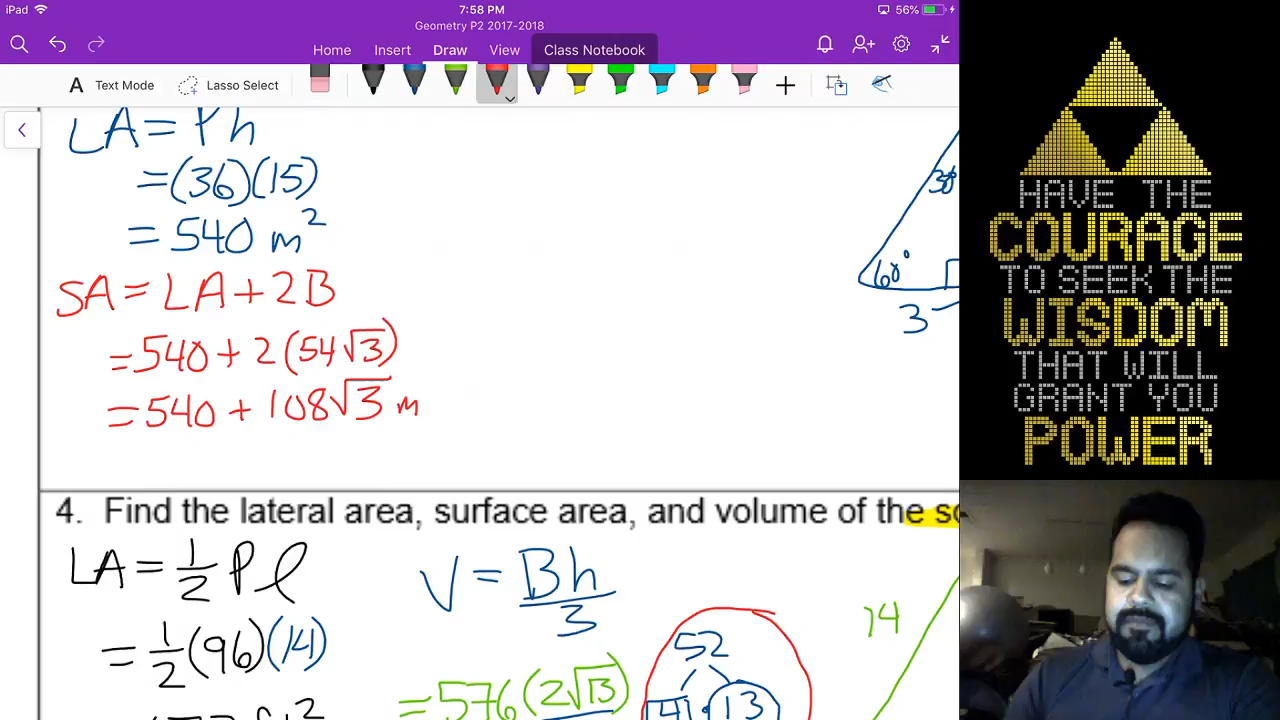 iPad
7:58 PM
56%
Geometry P2 2017-2018
Home Insert Draw View Class Notebook
A Text Mode Lasso Select
LA = Ph
= (36)(15)
= 540 m²
SA = LA + 2B
= 540 + 2(54√3)
= 540 + 108√3 m
30°
60°
3
4. Find the lateral area, surface area, and volume of the
LA = 1/2 Pl
= 1/2 (96)(14)
V = Bh/3
= 576(2√13)
52
4 · 13
14
HAVE THE
COURAGE
TO SEEK THE
WISDOM
THAT WILL
GRANT YOU
POWER